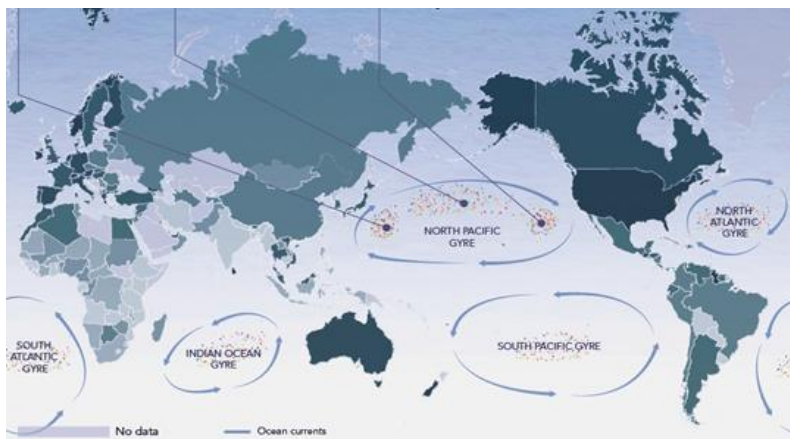 NORTH PACIFIC
GYRE
NORTH
ATLANTIC
GYRE
SOUTH
ATLANTIC
GYRE
INDIAN OCEAN
GYRE
SOUTH PACIFIC GYRE
No data
Ocean currents